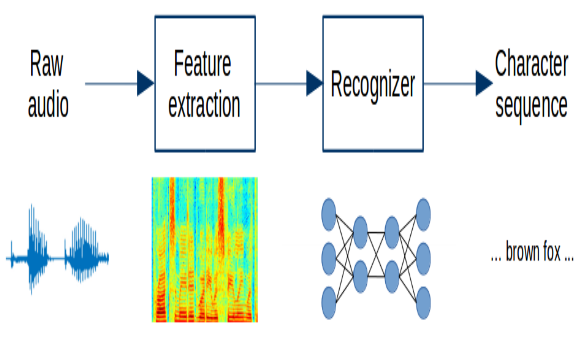 Raw
audio
Feature
extraction
Recognizer
Character
sequence
... brown fox ...